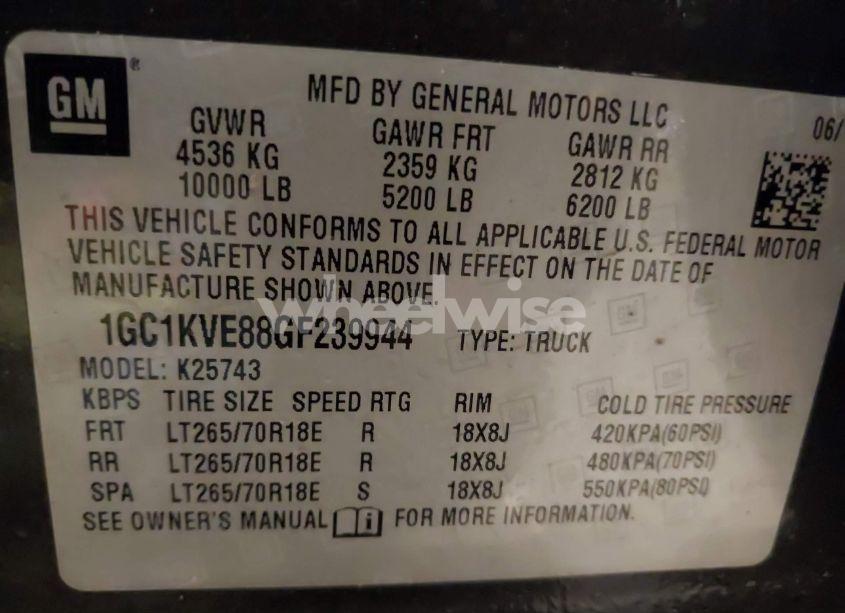 GM ®
MFD BY GENERAL MOTORS LLC
06/
GVWR GAWR FRT GAWR RR
4536 KG 2359 KG 2812 KG
10000 LB 5200 LB 6200 LB
THIS VEHICLE CONFORMS TO ALL APPLICABLE U.S. FEDERAL MOTOR
VEHICLE SAFETY STANDARDS IN EFFECT ON THE DATE OF
MANUFACTURE SHOWN ABOVE.
wheelwise
1GC1KVE88GF239944 TYPE: TRUCK
MODEL: K25743
KBPS TIRE SIZE SPEED RTG RIM COLD TIRE PRESSURE
FRT LT265/70R18E R 18X8J 420KPA(60PSI)
RR LT265/70R18E R 18X8J 480KPA(70PSI)
SPA LT265/70R18E S 18X8J 550KPA(80PSI)
SEE OWNER'S MANUAL i FOR MORE INFORMATION.